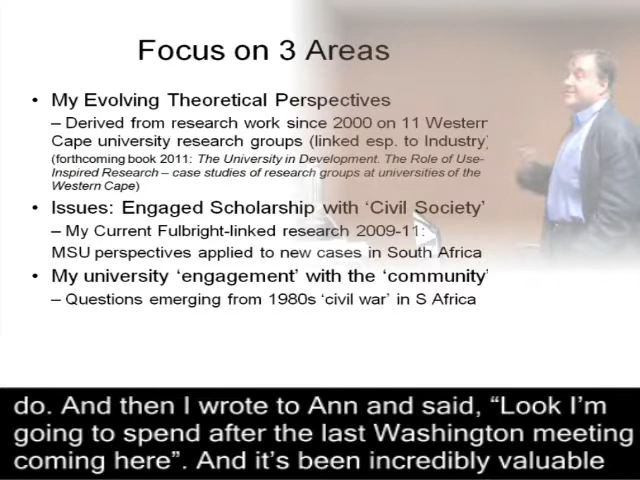 Focus on 3 Areas
• My Evolving Theoretical Perspectives
– Derived from research work since 2000 on 11 Western
Cape university research groups (linked esp. to Industry)
(forthcoming book 2011: The University in Development. The Role of Use-
Inspired Research – case studies of research groups at universities of the
Western Cape)
• Issues: Engaged Scholarship with ‘Civil Society’
– My Current Fulbright-linked research 2009-11:
MSU perspectives applied to new cases in South Africa
• My university ‘engagement’ with the ‘community’
– Questions emerging from 1980s ‘civil war’ in S Africa
do. And then I wrote to Ann and said, “Look I’m
going to spend after the last Washington meeting
coming here”. And it’s been incredibly valuable